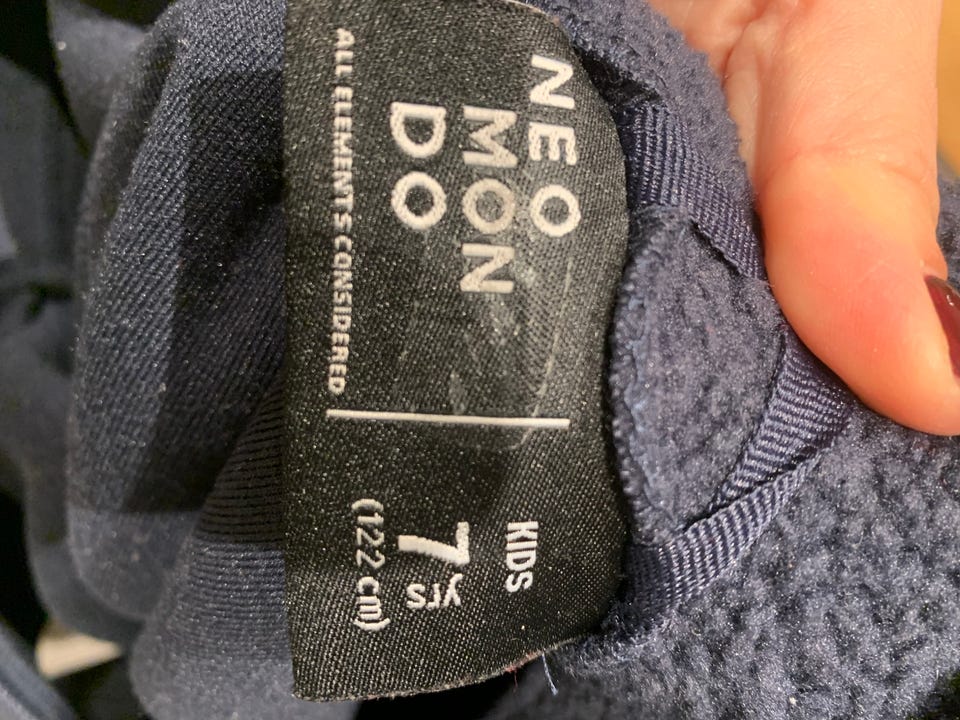 NEO
MON
DO
ALL ELEMENTS CONSIDERED
KIDS
7 yrs
(122 cm)